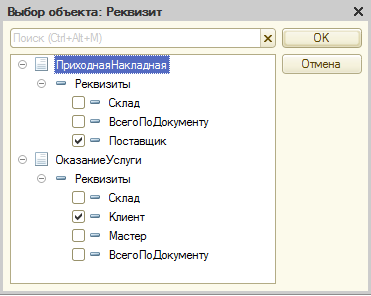 Выбор объекта: Реквизит
Поиск (Ctrl+Alt+M)
OK
Отмена
ПриходнаяНакладная
Реквизиты
Склад
ВсегоПоДокументу
Поставщик
ОказаниеУслуги
Реквизиты
Склад
Клиент
Мастер
ВсегоПоДокументу